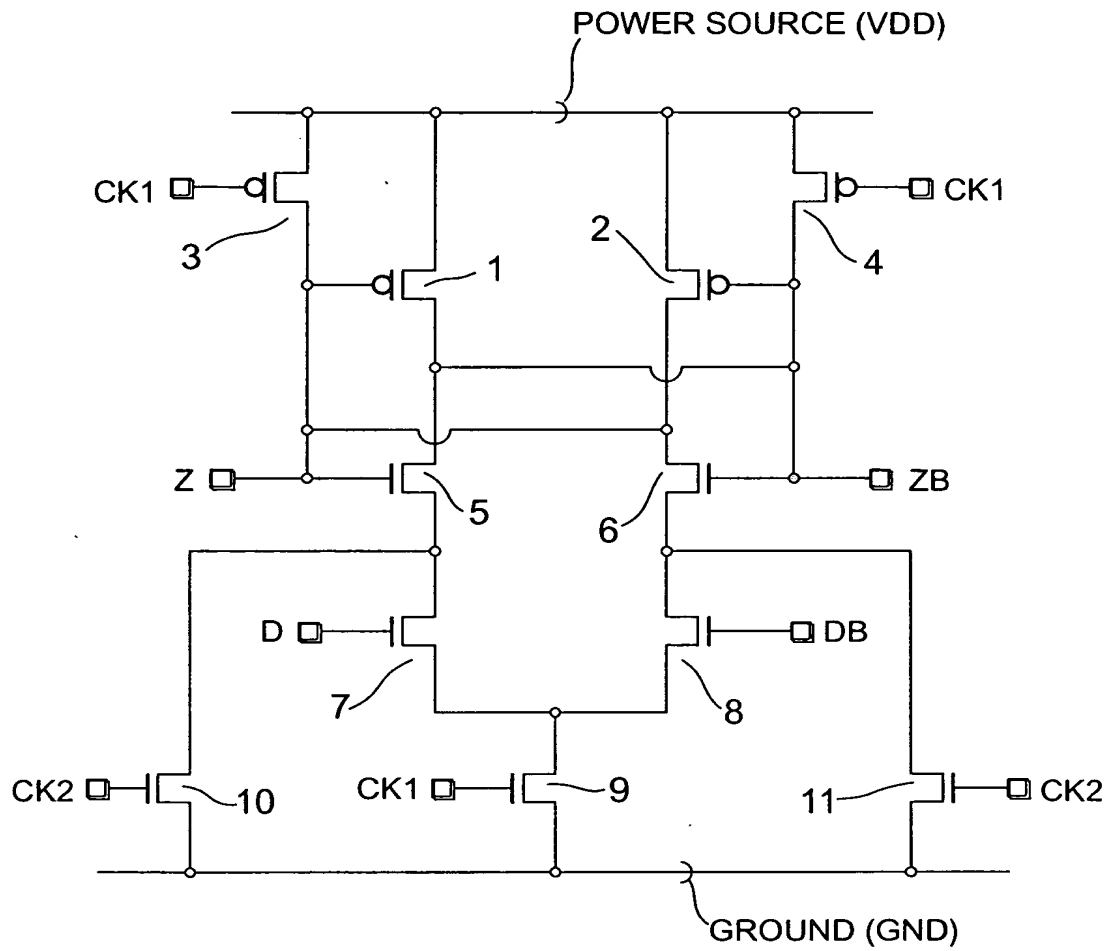 POWER SOURCE (VDD)
CK1
CK1
3
1
2
4
Z
5
6
ZB
D
DB
7
8
CK2
10
CK1
9
11
CK2
GROUND (GND)